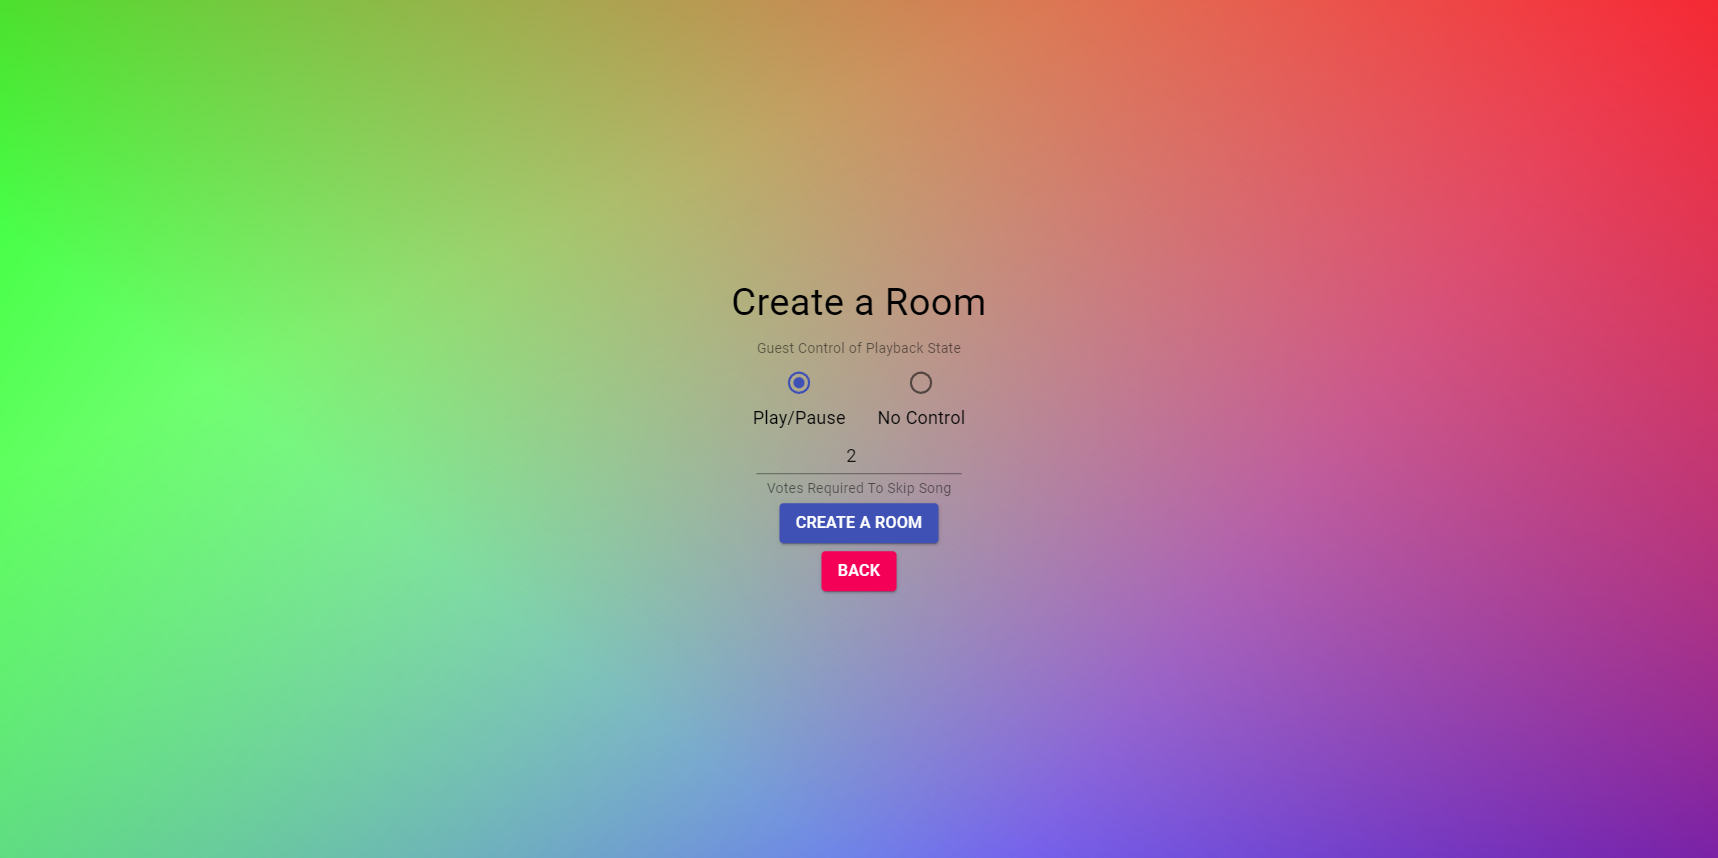 Create a Room
Guest Control of Playback State
Play/Pause No Control
2
Votes Required To Skip Song
CREATE A ROOM
BACK